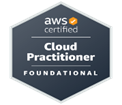 aws
certified
Cloud
Practitioner
FOUNDATIONAL